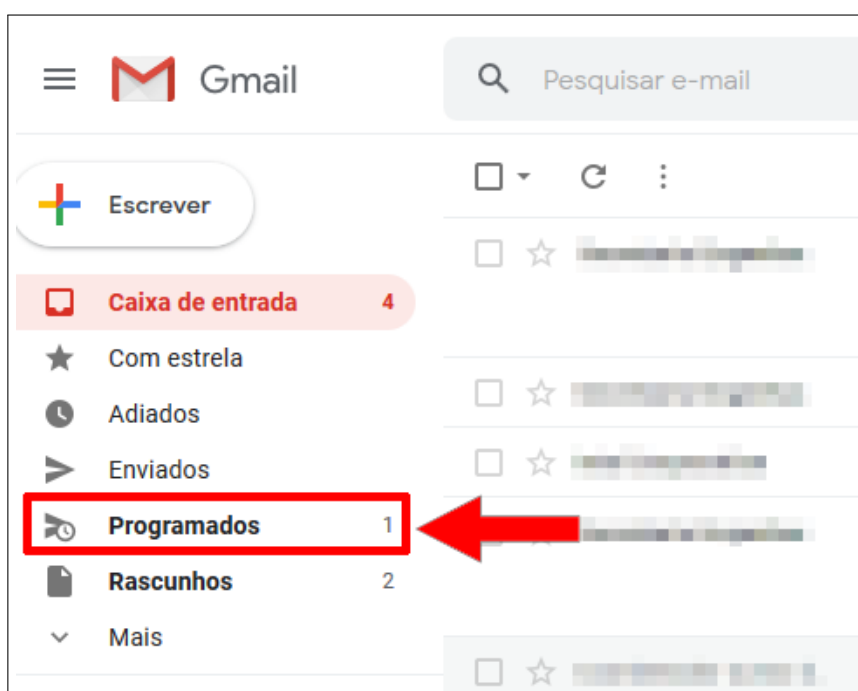 Gmail
Pesquisar e-mail
Escrever
Caixa de entrada 4
Com estrela
Adiados
Enviados
Programados 1
Rascunhos 2
Mais